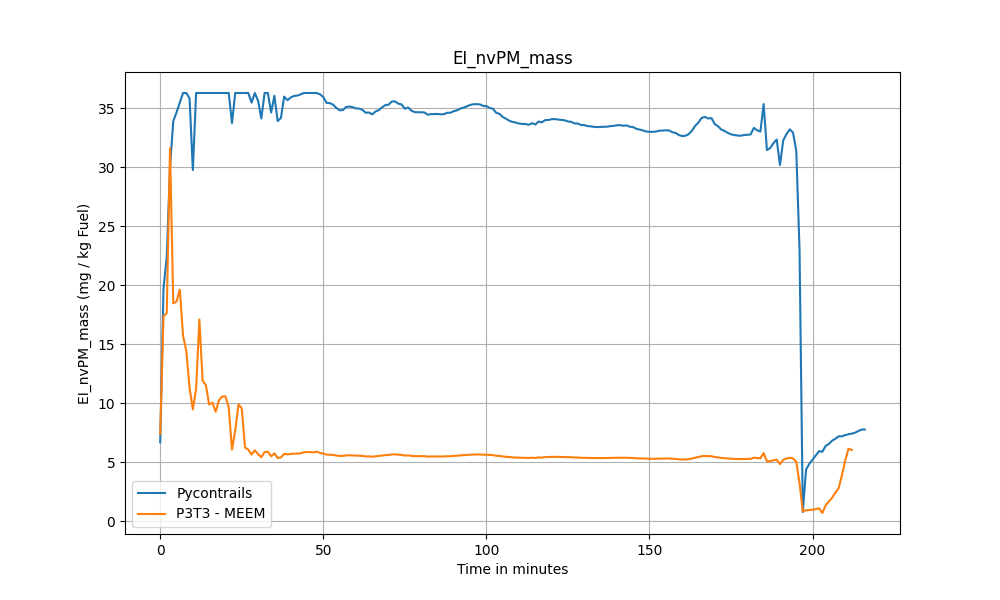 EI_nvPM_mass
EI_nvPM_mass (mg / kg Fuel)
35
30
25
20
15
10
5
0
Pycontrails
P3T3 - MEEM
0 50 100 150 200
Time in minutes